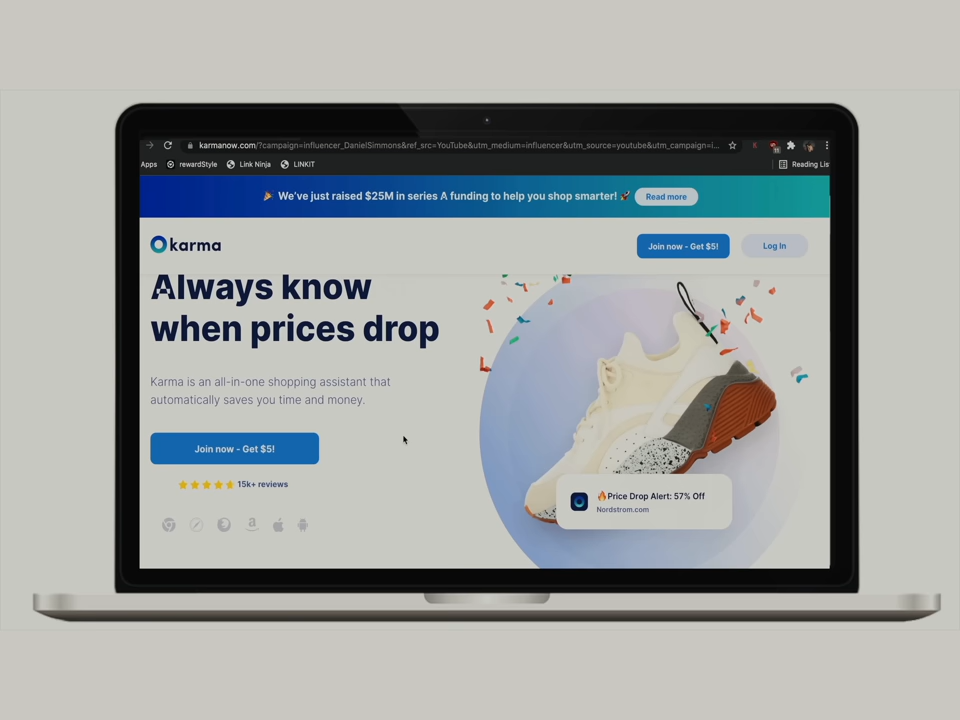 karmanow.com/?campaign=influencer_DanielSimmons&ref_src=YouTube&utm_medium=influencer&utm_source=youtube&utm_campaign=i...
Apps rewardStyle Link Ninja LINKIT Reading Lis
🎉 We've just raised $25M in series A funding to help you shop smarter! 🚀 Read more
karma Join now - Get $5! Log In
Always know
when prices drop
Karma is an all-in-one shopping assistant that
automatically saves you time and money.
Join now - Get $5!
15k+ reviews
🔥Price Drop Alert: 57% Off
Nordstrom.com